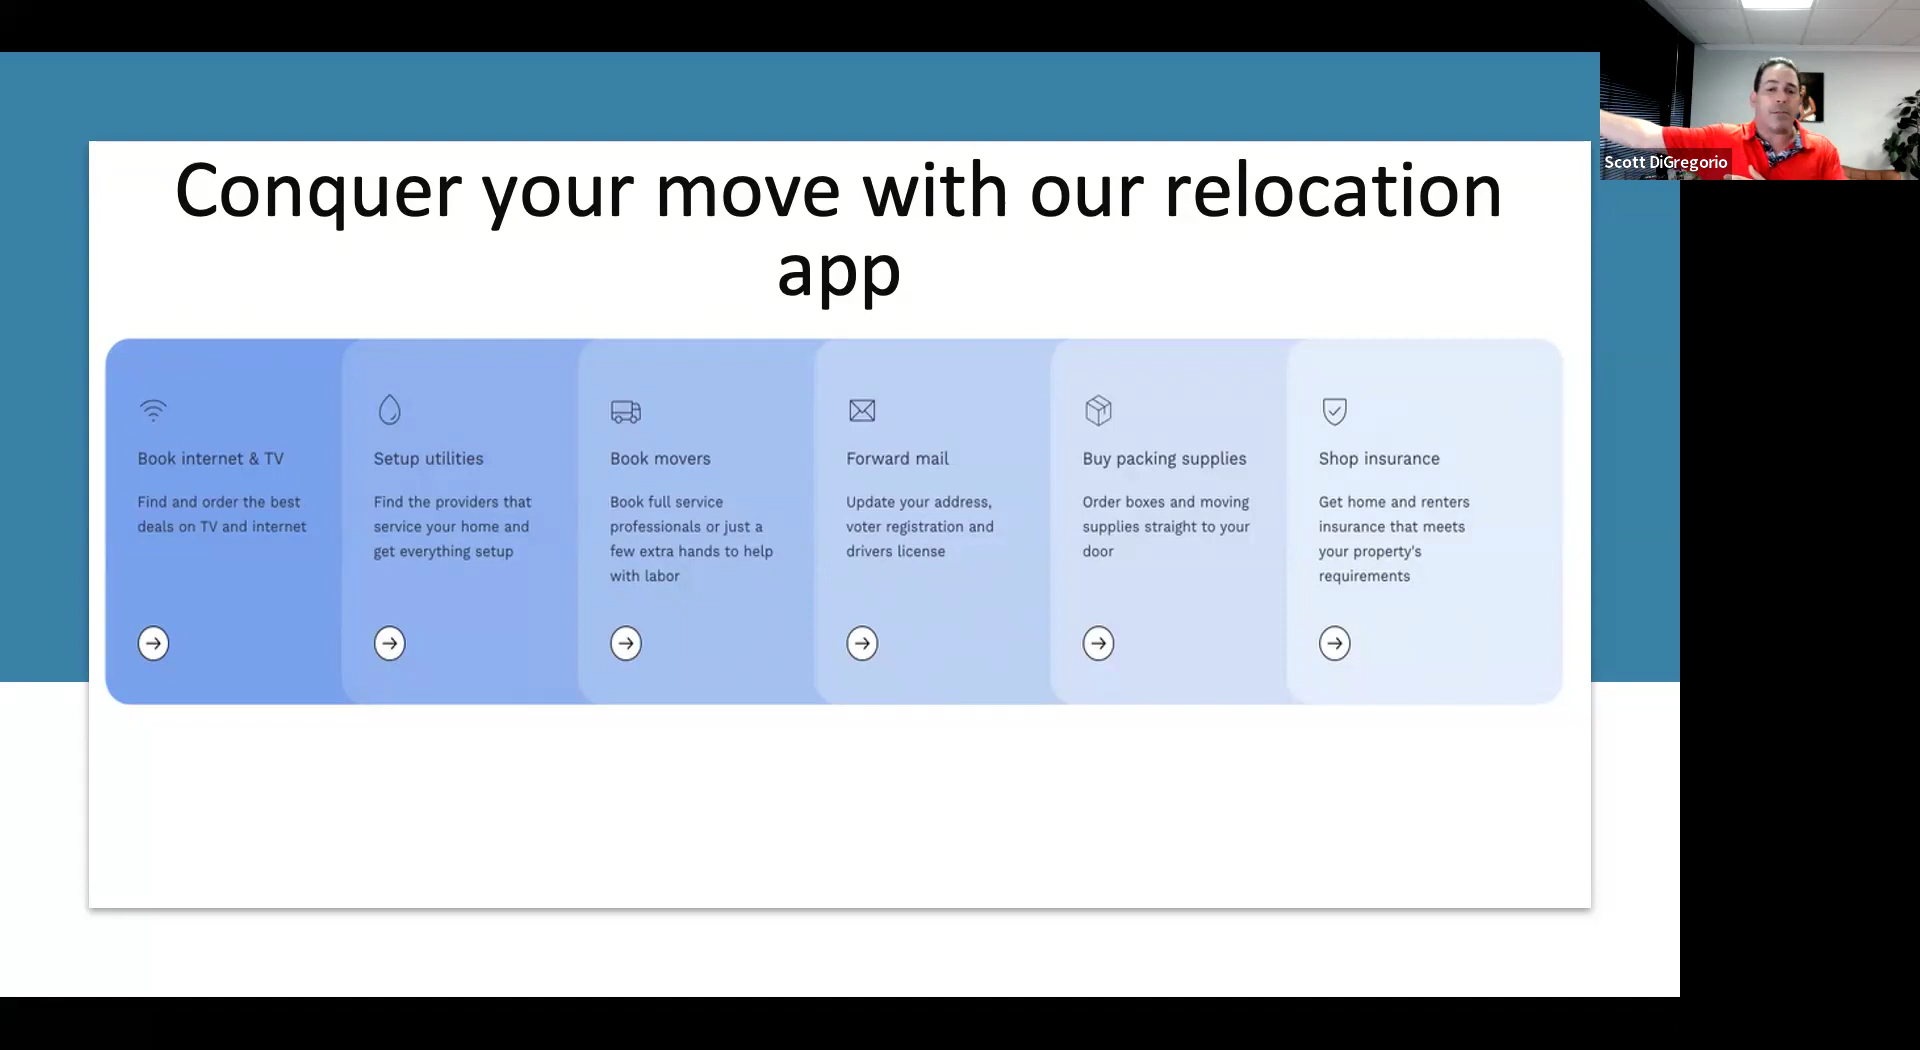 Conquer your move with our relocation
app
Book internet & TV
Find and order the best
deals on TV and internet
Setup utilities
Find the providers that
service your home and
get everything setup
Book movers
Book full service
professionals or just a
few extra hands to help
with labor
Forward mail
Update your address,
voter registration and
drivers license
Buy packing supplies
Order boxes and moving
supplies straight to your
door
Shop insurance
Get home and renters
insurance that meets
your property's
requirements
Scott DiGregorio